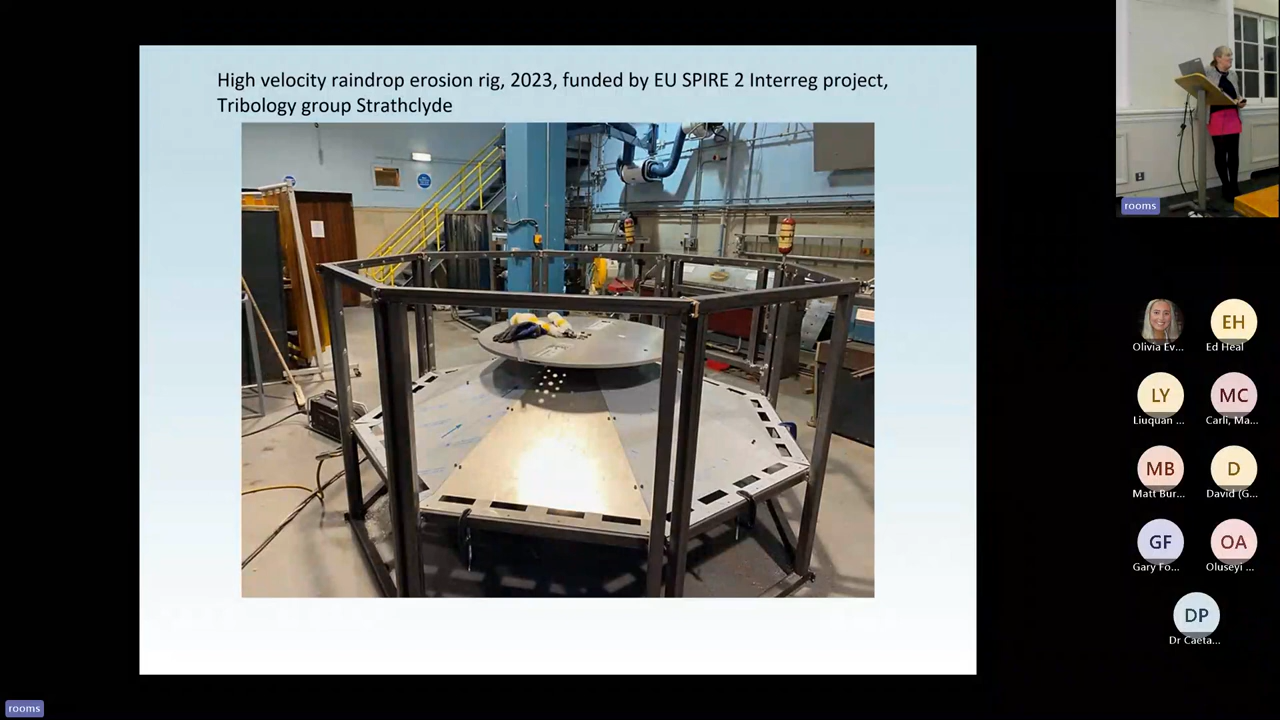 High velocity raindrop erosion rig, 2023, funded by EU SPIRE 2 Interreg project,
Tribology group Strathclyde
rooms
Olivia Ev...
EH
Ed Heal
LY
Liuquan ...
MC
Carli, Ma...
MB
Matt Bur...
D
David (G...
GF
Gary Fo...
OA
Oluseyi ...
DP
Dr Caeta...
rooms